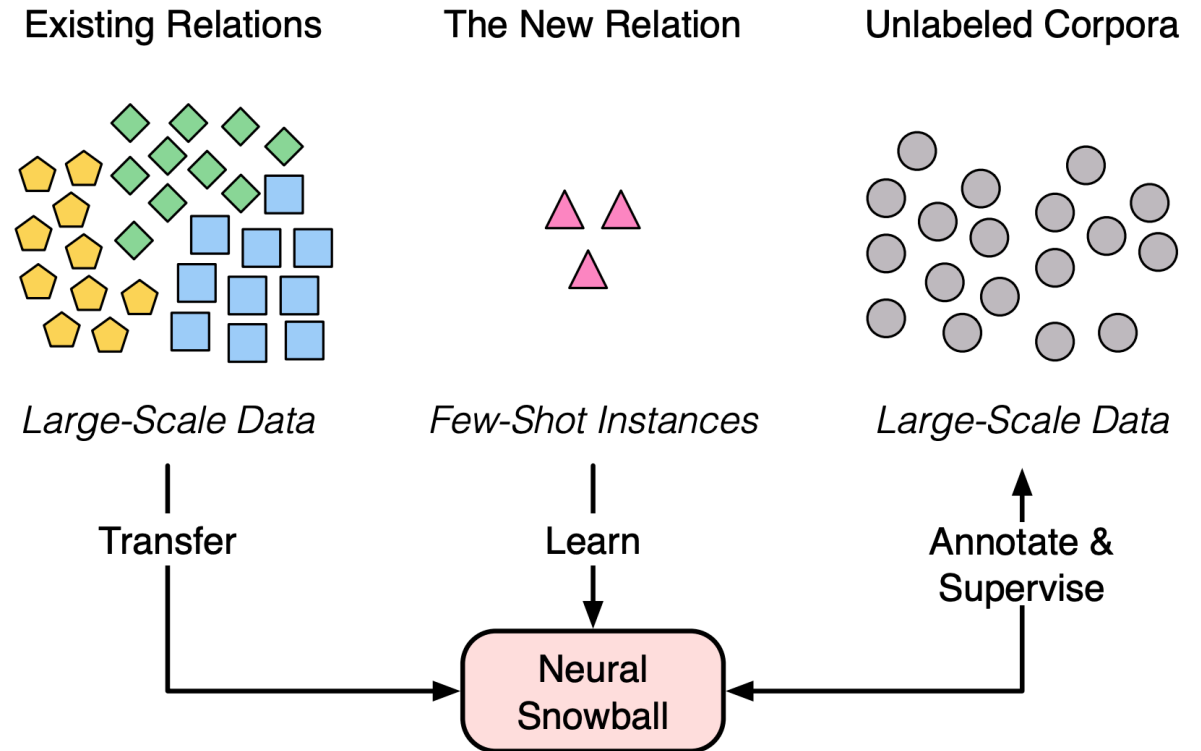 Existing Relations
The New Relation
Unlabeled Corpora
Large-Scale Data
Few-Shot Instances
Large-Scale Data
Transfer
Learn
Annotate &
Supervise
Neural
Snowball